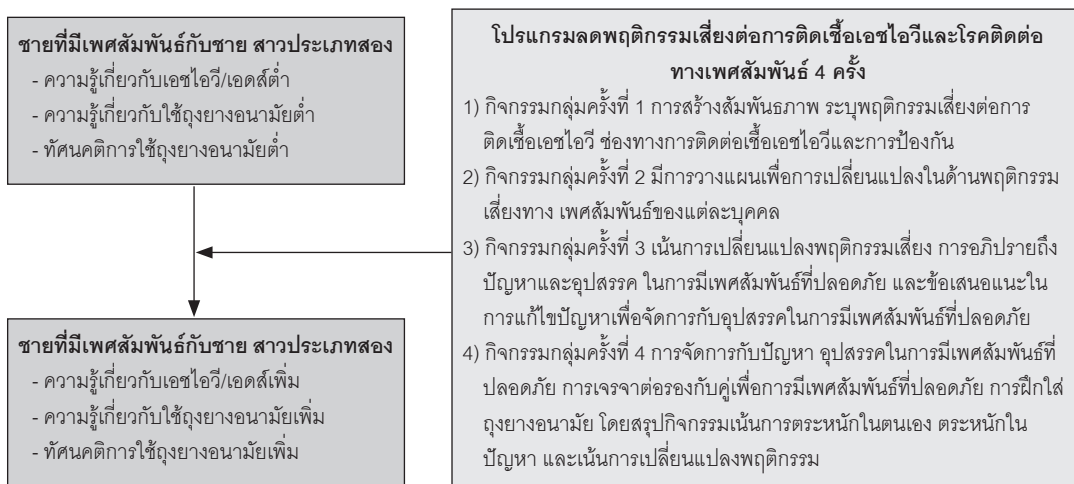 ชายที่มีเพศสัมพันธ์กับชาย สาวประเภทสอง
- ความรู้เกี่ยวกับเอชไอวี/เอดส์ต่ำ
- ความรู้เกี่ยวกับใช้ถุงยางอนามัยต่ำ
- ทัศนคติการใช้ถุงยางอนามัยต่ำ
ชายที่มีเพศสัมพันธ์กับชาย สาวประเภทสอง
- ความรู้เกี่ยวกับเอชไอวี/เอดส์เพิ่ม
- ความรู้เกี่ยวกับใช้ถุงยางอนามัยเพิ่ม
- ทัศนคติการใช้ถุงยางอนามัยเพิ่ม
โปรแกรมลดพฤติกรรมเสี่ยงต่อการติดเชื้อเอชไอวีและโรคติดต่อ
ทางเพศสัมพันธ์ 4 ครั้ง
1) กิจกรรมกลุ่มครั้งที่ 1 การสร้างสัมพันธภาพ ระบุพฤติกรรมเสี่ยงต่อการ
ติดเชื้อเอชไอวี ช่องทางการติดต่อเชื้อเอชไอวีและการป้องกัน
2) กิจกรรมกลุ่มครั้งที่ 2 มีการวางแผนเพื่อการเปลี่ยนแปลงในด้านพฤติกรรม
เสี่ยงทาง เพศสัมพันธ์ของแต่ละบุคคล
3) กิจกรรมกลุ่มครั้งที่ 3 เน้นการเปลี่ยนแปลงพฤติกรรมเสี่ยง การอภิปรายถึง
ปัญหาและอุปสรรค ในการมีเพศสัมพันธ์ที่ปลอดภัย และข้อเสนอแนะใน
การแก้ไขปัญหาเพื่อจัดการกับอุปสรรคในการมีเพศสัมพันธ์ที่ปลอดภัย
4) กิจกรรมกลุ่มครั้งที่ 4 การจัดการกับปัญหา อุปสรรคในการมีเพศสัมพันธ์ที่
ปลอดภัย การเจรจาต่อรองกับคู่เพื่อการมีเพศสัมพันธ์ที่ปลอดภัย การฝึกใส่
ถุงยางอนามัย โดยสรุปกิจกรรมเน้นการตระหนักในตนเอง ตระหนักใน
ปัญหา และเน้นการเปลี่ยนแปลงพฤติกรรม